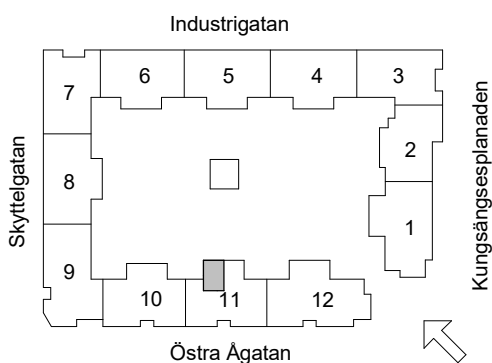 Industrigatan
6 5 4 3
7
2
Skyttelgatan
8
Kungsängsesplanaden
1
9
10 11 12
Östra Ågatan